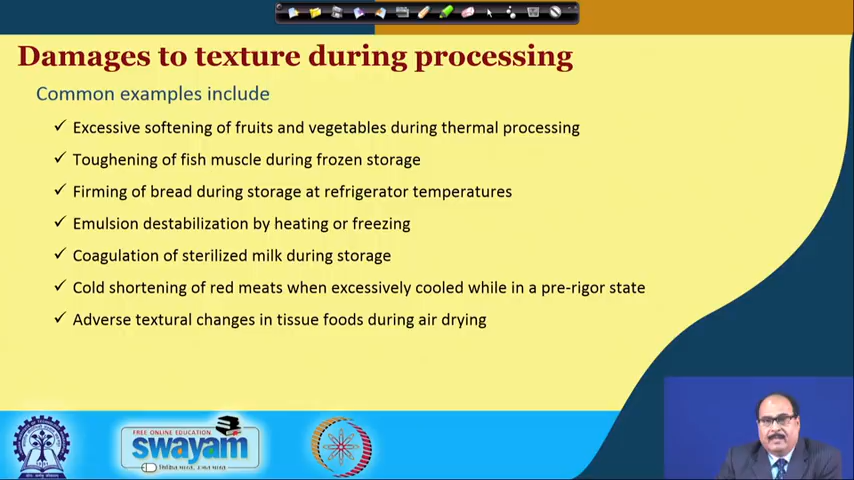 Damages to texture during processing
Common examples include
✓ Excessive softening of fruits and vegetables during thermal processing
✓ Toughening of fish muscle during frozen storage
✓ Firming of bread during storage at refrigerator temperatures
✓ Emulsion destabilization by heating or freezing
✓ Coagulation of sterilized milk during storage
✓ Cold shortening of red meats when excessively cooled while in a pre-rigor state
✓ Adverse textural changes in tissue foods during air drying
FREE ONLINE EDUCATION
swayam